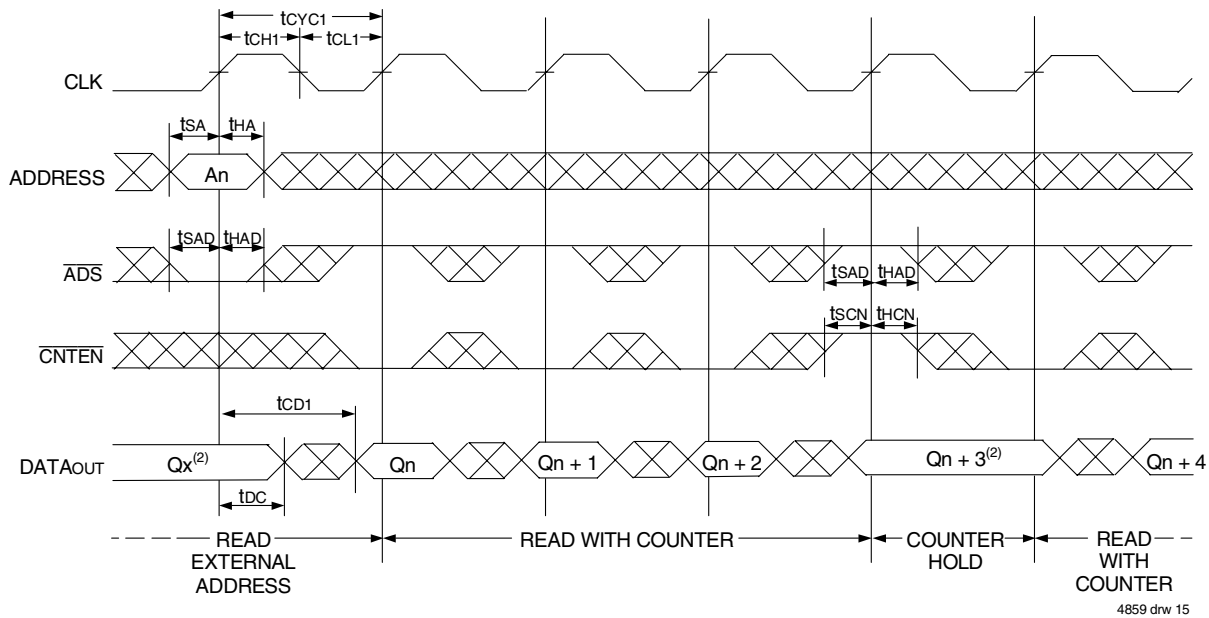 tCYC1
tCH1 tCL1
CLK
tSA tHA
ADDRESS An
tSAD tHAD
ADS
tSAD tHAD
tSCN tHCN
CNTEN
tCD1
DATAOUT Qx(2) Qn Qn + 1 Qn + 2 Qn + 3(2) Qn + 4
tDC
READ EXTERNAL ADDRESS
READ WITH COUNTER
COUNTER HOLD
READ WITH COUNTER
4859 drw 15